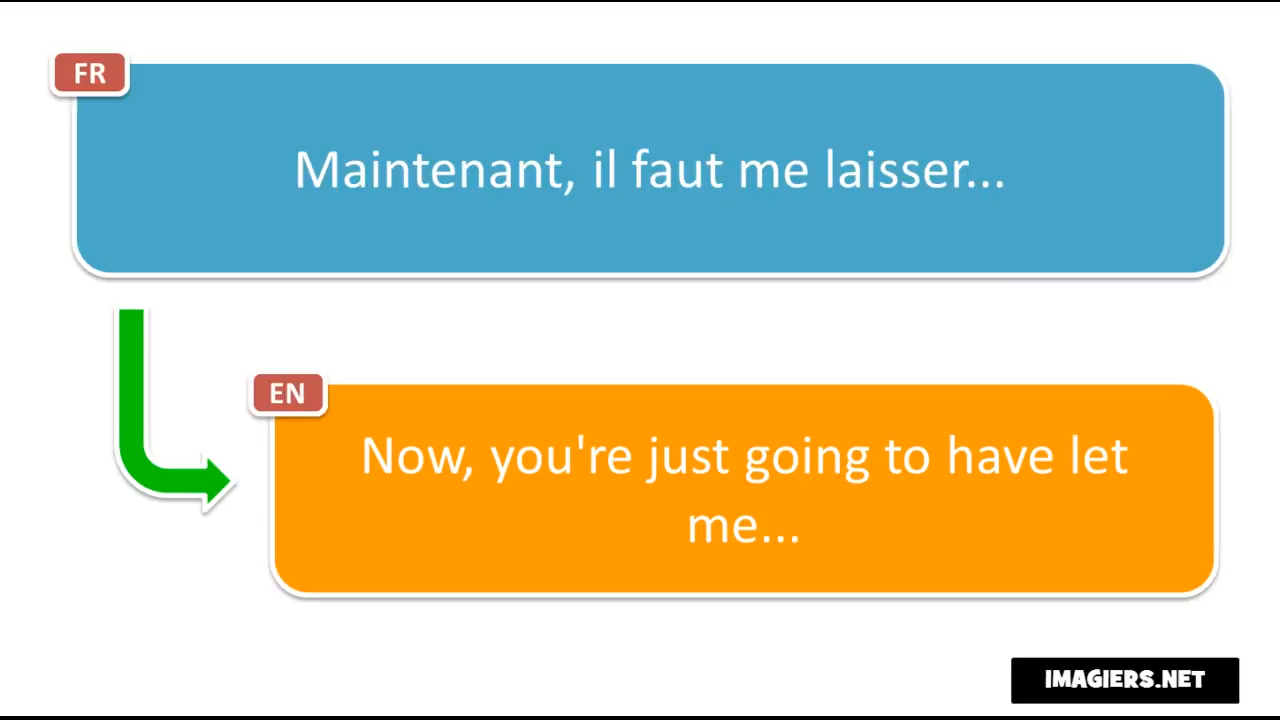 FR
Maintenant, il faut me laisser...
EN
Now, you're just going to have let
me...
IMAGIERS.NET